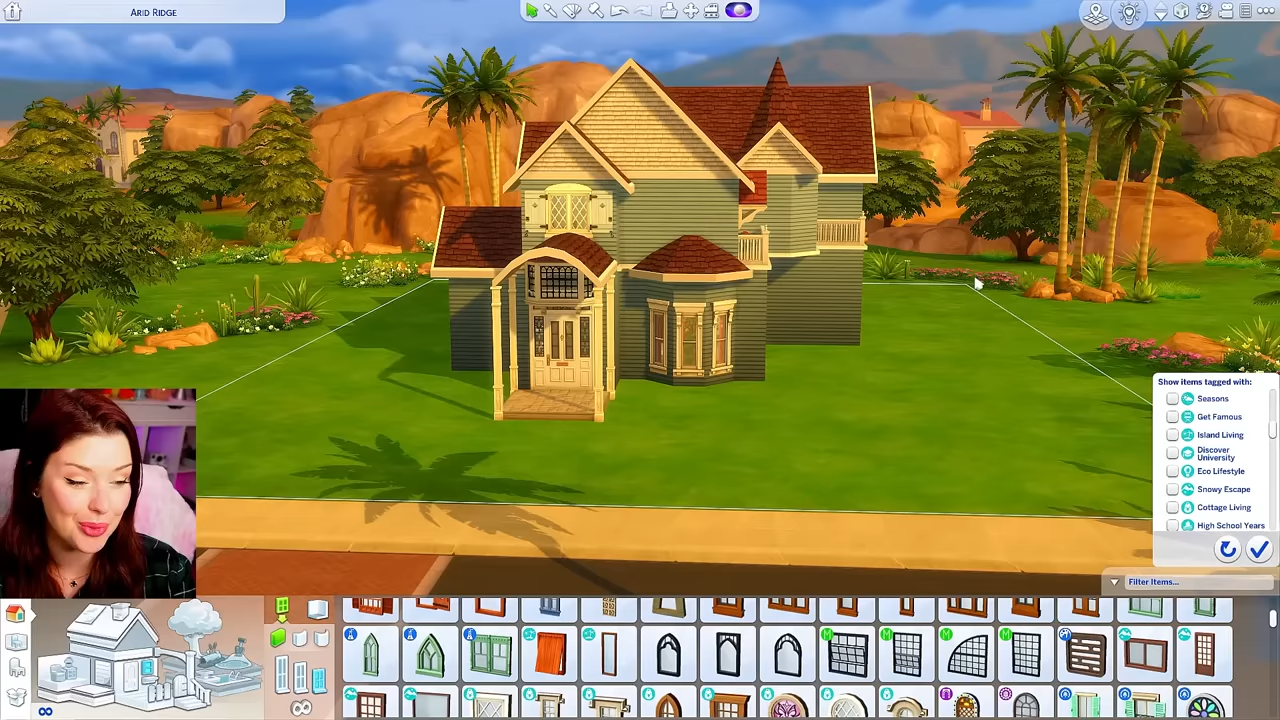 ARID RIDGE
Show items tagged with:
Seasons
Get Famous
Island Living
Discover
University
Eco Lifestyle
Snowy Escape
Cottage Living
High School Years
Filter Items...